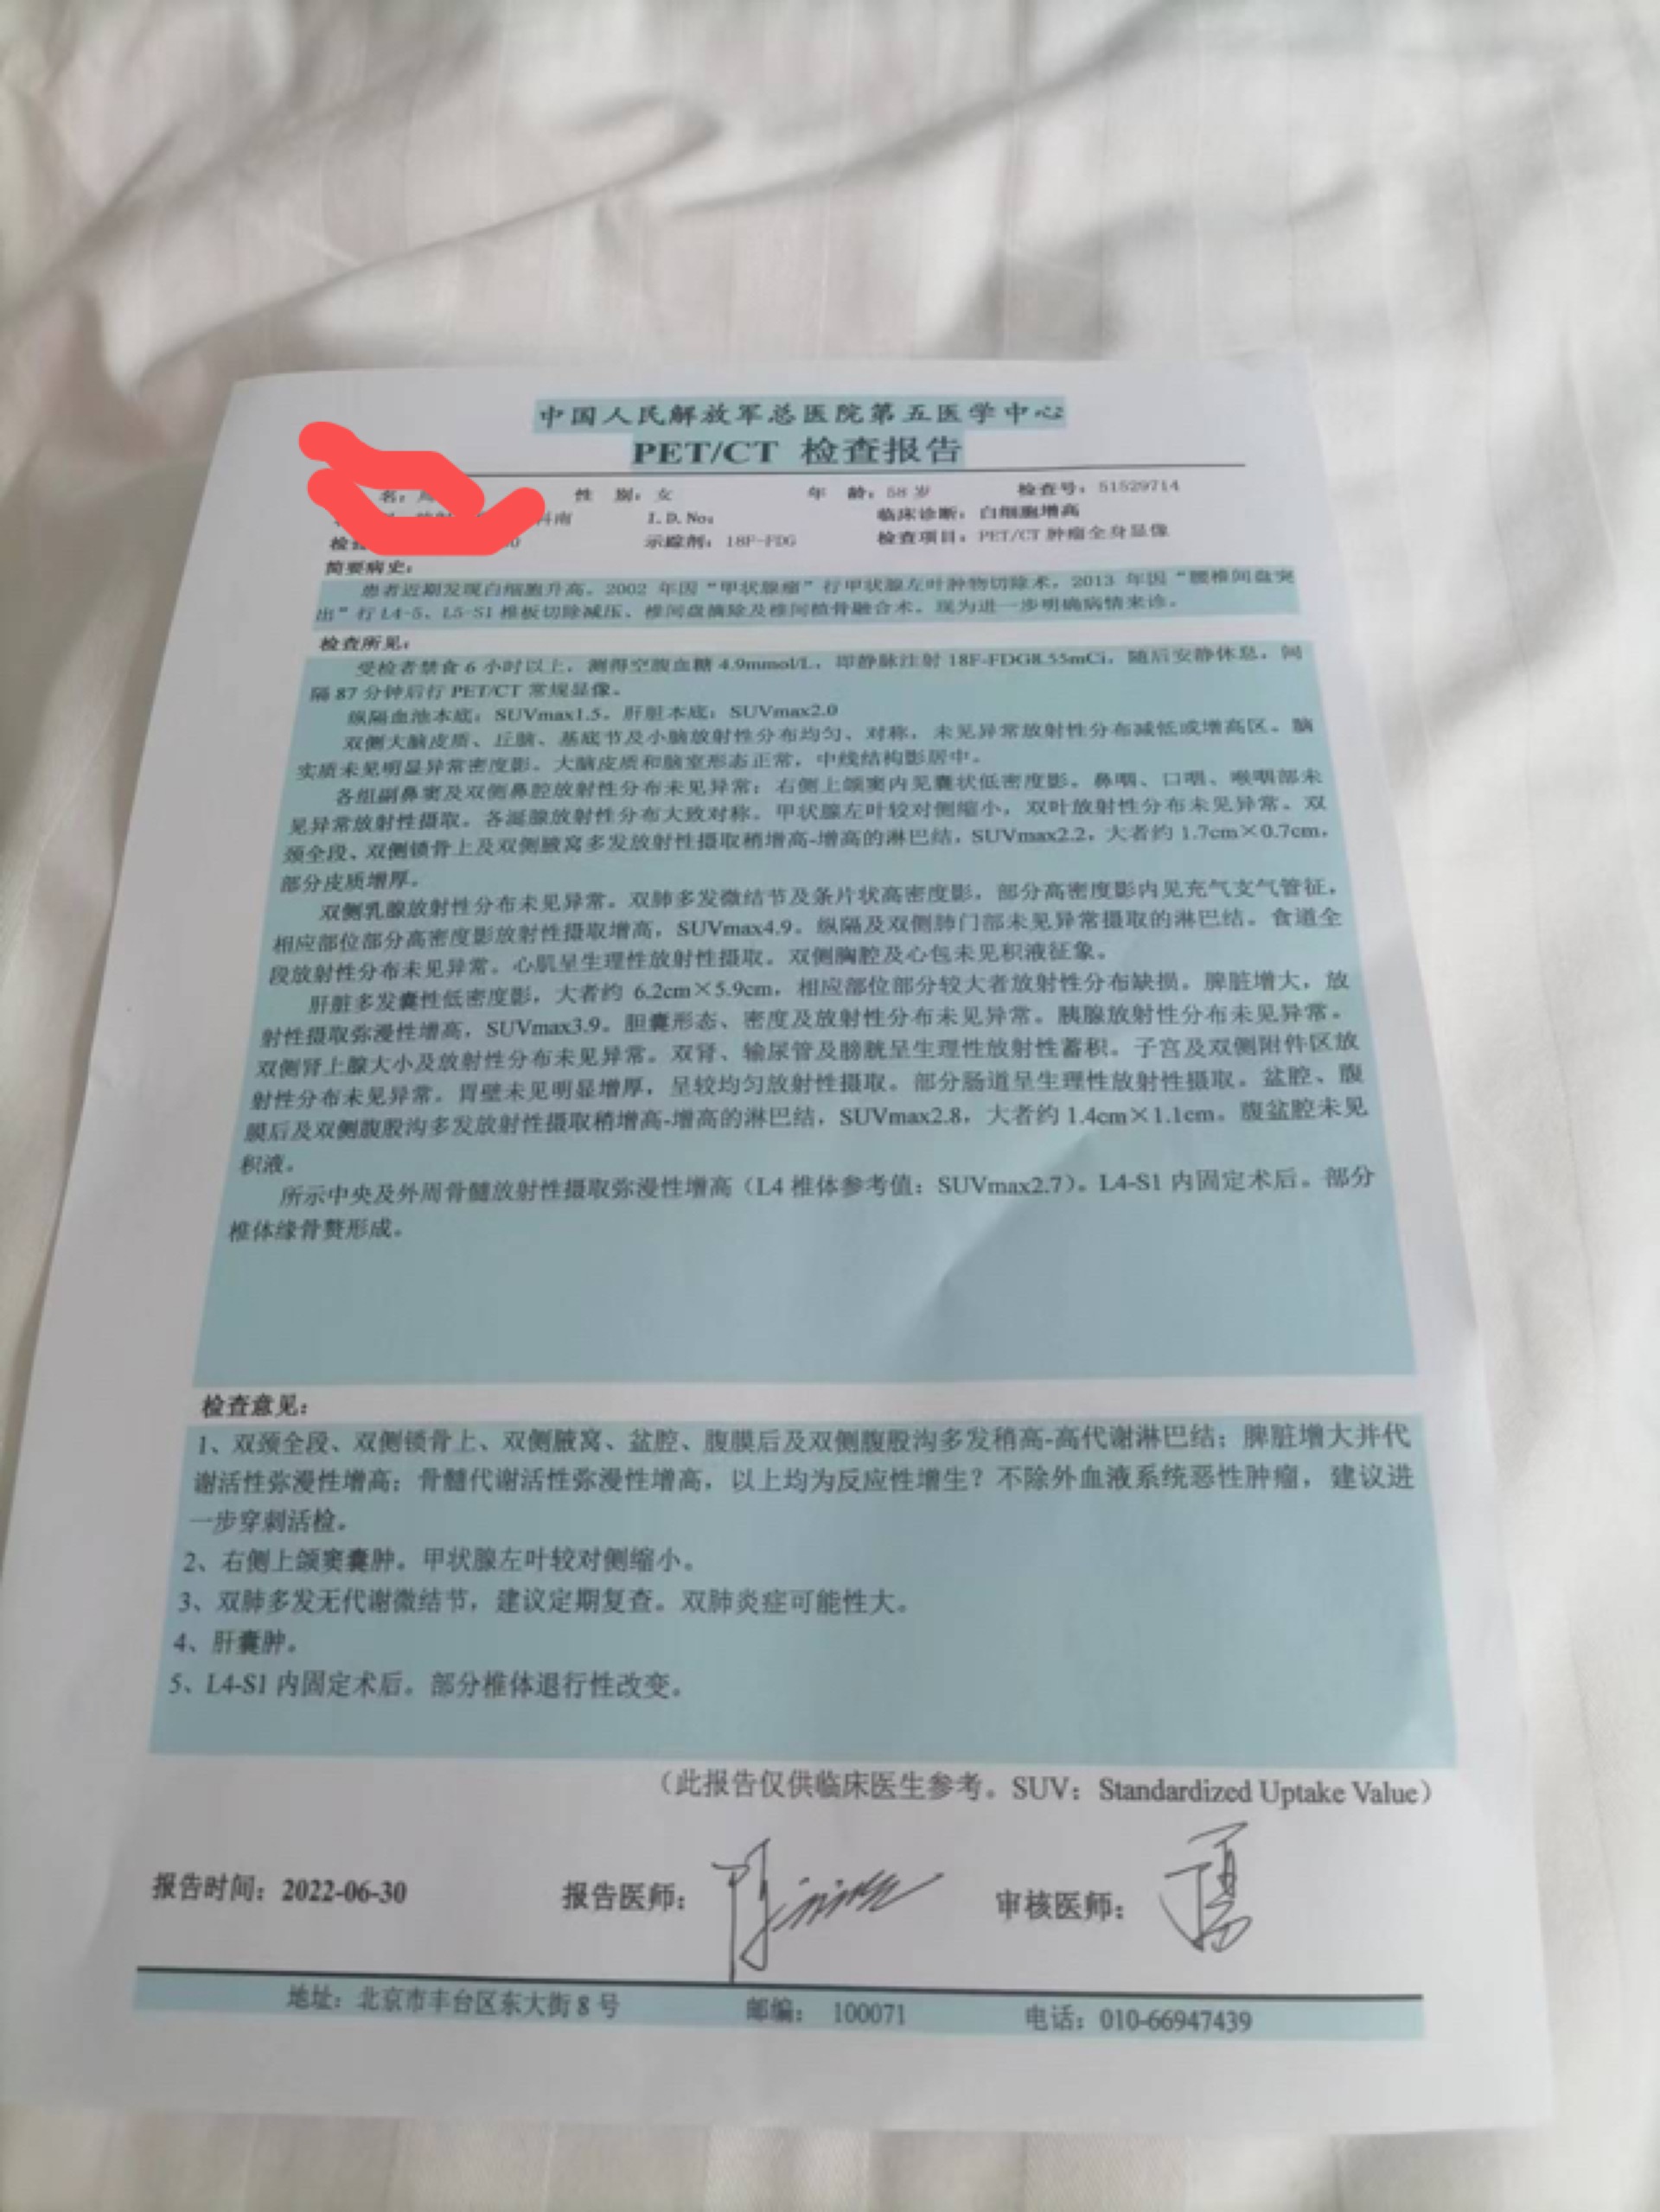 中国人民解放军总医院第五医学中心
PET/CT 检查报告
名： 性 别：女 年 龄：58 岁 检查号：51529714
科南 I.D.No： 临床诊断：白细胞增高
示踪剂：18F-FDG 检查项目：PET/CT 肿瘤全身显像
简要病史：
患者近期发现白细胞升高。2002 年因“甲状腺瘤”行甲状腺左叶肿物切除术。2013 年因“腰椎间盘突
出”行 L4-5、L5-S1 椎板切除减压、椎间盘摘除及椎间植骨融合术。现为进一步明确病情来诊。
检查所见：
受检者禁食 6 小时以上，测得空腹血糖 4.9mmol/L，即静脉注射 18F-FDG8.55mCi，随后安静休息，间
隔 87 分钟后行 PET/CT 常规显像。
纵隔血池本底：SUVmax1.5。肝脏本底：SUVmax2.0
双侧大脑皮质、丘脑、基底节及小脑放射性分布均匀、对称，未见异常放射性分布减低或增高区。脑
实质未见明显异常密度影。大脑皮质和脑室形态正常，中线结构影居中。
各组副鼻窦及双侧鼻腔放射性分布未见异常；右侧上颌窦内见囊状低密度影。鼻咽、口咽、喉咽部未
见异常放射性摄取。各涎腺放射性分布大致对称。甲状腺左叶较对侧缩小，双叶放射性分布未见异常。双
颈全段、双侧锁骨上及双侧腋窝多发放射性摄取稍增高-增高的淋巴结，SUVmax2.2，大者约 1.7cm×0.7cm，
部分皮质增厚。
双侧乳腺放射性分布未见异常。双肺多发微结节及条片状高密度影，部分高密度影内见充气支气管征，
相应部位部分高密度影放射性摄取增高，SUVmax4.9。纵隔及双侧肺门部未见异常摄取的淋巴结。食道全
段放射性分布未见异常。心肌呈生理性放射性摄取。双侧胸腔及心包未见积液征象。
肝脏多发囊性低密度影，大者约 6.2cm×5.9cm，相应部位部分较大者放射性分布缺损。脾脏增大，放
射性摄取弥漫性增高，SUVmax3.9。胆囊形态、密度及放射性分布未见异常。胰腺放射性分布未见异常。
双侧肾上腺大小及放射性分布未见异常。双肾、输尿管及膀胱呈生理性放射性蓄积。子宫及双侧附件区放
射性分布未见异常。胃壁未见明显增厚，呈较均匀放射性摄取。部分肠道呈生理性放射性摄取。盆腔、腹
膜后及双侧腹股沟多发放射性摄取稍增高-增高的淋巴结，SUVmax2.8，大者约 1.4cm×1.1cm。腹盆腔未见
积液。
所示中央及外周骨髓放射性摄取弥漫性增高（L4 椎体参考值：SUVmax2.7）。L4-S1 内固定术后。部分
椎体缘骨赘形成。
检查意见：
1、双颈全段、双侧锁骨上、双侧腋窝、盆腔、腹膜后及双侧腹股沟多发稍高-高代谢淋巴结；脾脏增大并代
谢活性弥漫性增高；骨髓代谢活性弥漫性增高，以上均为反应性增生？不除外血液系统恶性肿瘤，建议进
一步穿刺活检。
2、右侧上颌窦囊肿。甲状腺左叶较对侧缩小。
3、双肺多发无代谢微结节，建议定期复查。双肺炎症可能性大。
4、肝囊肿。
5、L4-S1 内固定术后。部分椎体退行性改变。
（此报告仅供临床医生参考。SUV：Standardized Uptake Value）
报告时间：2022-06-30 报告医师： 审核医师：
地址：北京市丰台区东大街 8 号 邮编： 100071 电话：010-66947439